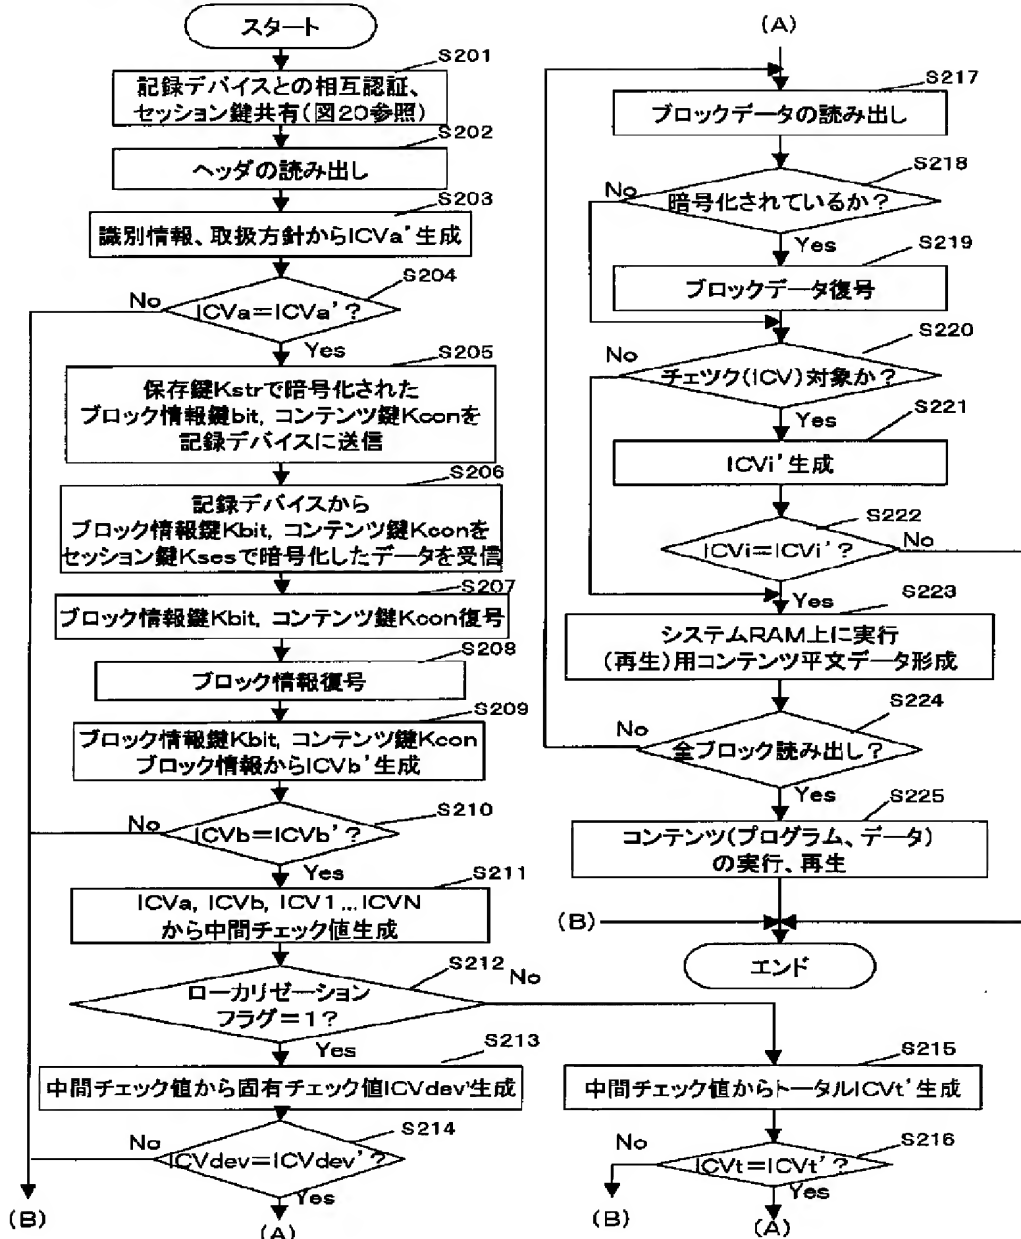 スタート
S201
記録デバイスとの相互認証、
セッション鍵共有(図20参照)
S202
ヘッダの読み出し
S203
識別情報、取扱方針からICVa'生成
S204
ICVa=ICVa'?
No
Yes
S205
保存鍵Kstrで暗号化された
ブロック情報鍵bit, コンテンツ鍵Kconを
記録デバイスに送信
S206
記録デバイスから
ブロック情報鍵Kbit, コンテンツ鍵Kconを
セッション鍵Ksesで暗号化したデータを受信
S207
ブロック情報鍵Kbit, コンテンツ鍵Kcon復号
S208
ブロック情報復号
S209
ブロック情報鍵Kbit, コンテンツ鍵Kcon
ブロック情報からICVb'生成
S210
ICVb=ICVb'?
No
Yes
S211
ICVa, ICVb, ICV1...ICVN
から中間チェック値生成
S212
ローカリゼーション
フラグ=1?
No
Yes
S213
中間チェック値から固有チェック値ICVdev'生成
S214
ICVdev=ICVdev'?
No
Yes
(B)
(A)
S215
中間チェック値からトータルICVt'生成
S216
ICVt=ICVt'?
No
Yes
(B)
(A)
(A)
S217
ブロックデータの読み出し
S218
暗号化されているか?
No
Yes
S219
ブロックデータ復号
S220
チェツク(ICV)対象か?
No
Yes
S221
ICVi'生成
S222
ICVi=ICVi'?
No
Yes
S223
システムRAM上に実行
(再生)用コンテンツ平文データ形成
S224
全ブロック読み出し?
No
Yes
S225
コンテンツ(プログラム、データ)
の実行、再生
(B)
エンド